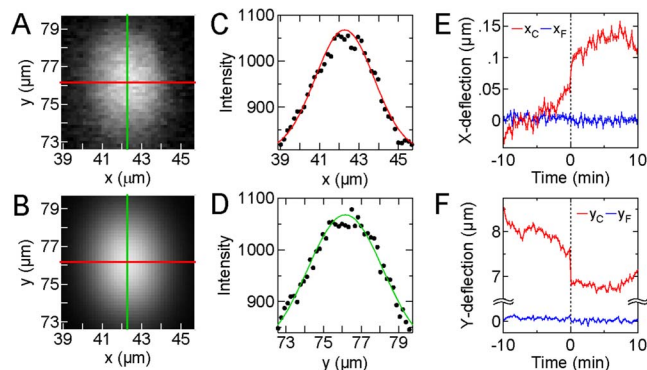 A
79
77
75
73
y (µm)
39 41 43 45
x (µm)
B
79
77
75
73
y (µm)
39 41 43 45
x (µm)
C
1100
1000
900
Intensity
39 41 43 45
x (µm)
D
1100
1000
900
Intensity
73 75 77 79
y (µm)
E
xC xF
.15
.1
.05
0
X-deflection (µm)
-10 0 10
Time (min)
F
yC yF
8
7
0
Y-deflection (µm)
-10 0 10
Time (min)